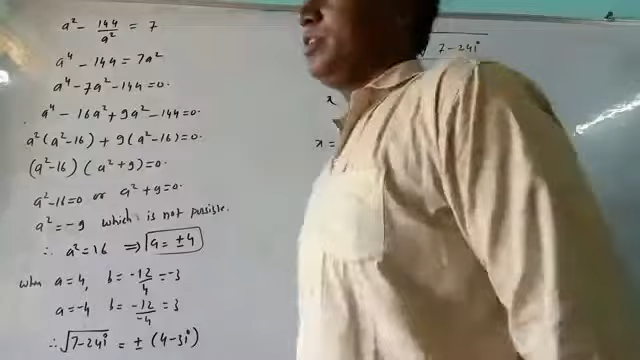 a² - 144/a² = 7
a⁴ - 144 = 7a²
a⁴ - 7a² - 144 = 0.
a⁴ - 16a² + 9a² - 144 = 0.
a²(a² - 16) + 9(a² - 16) = 0.
(a² - 16) (a² + 9) = 0.
a² - 16 = 0 or a² + 9 = 0.
a² = -9 which is not possible.
∴ a² = 16 ⇒ a = ±4
when a = 4, b = -12/4 = -3
a = -4 b = -12/-4 = 3
∴ √7-24i = ± (4-3i)
√7-24i
x
x =